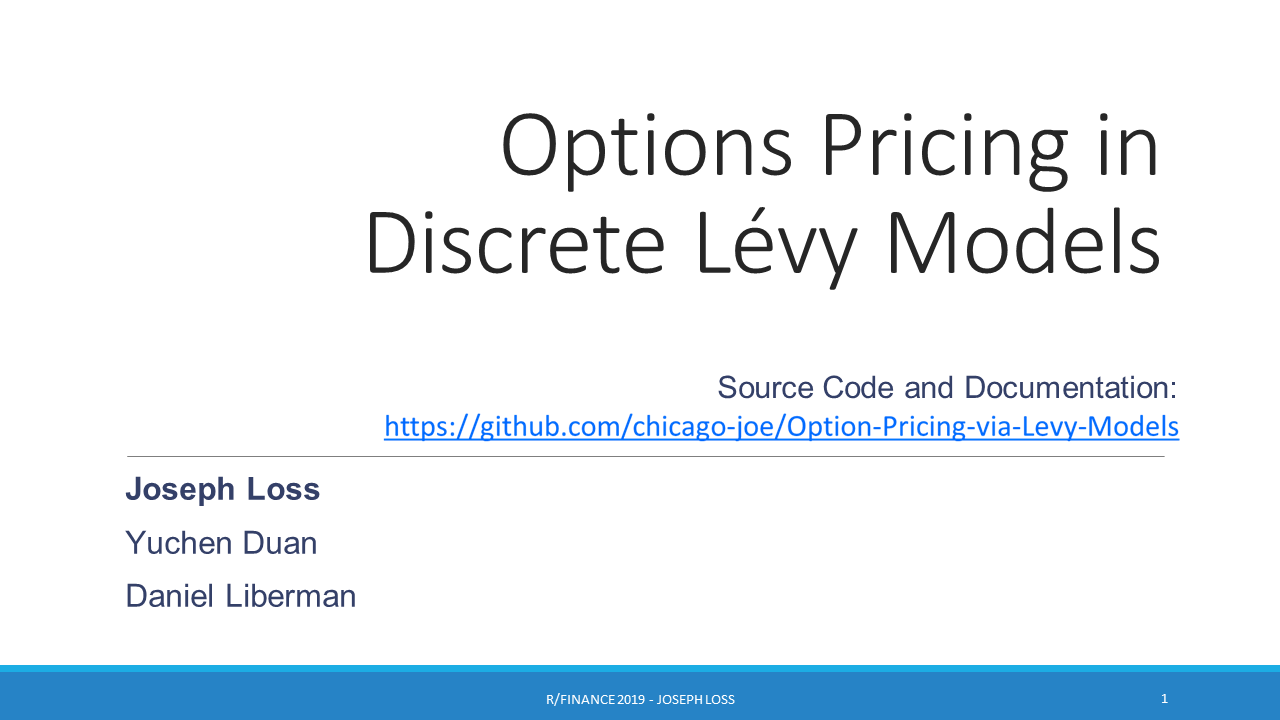 Options Pricing in
Discrete Lévy Models
Source Code and Documentation:
https://github.com/chicago-joe/Option-Pricing-via-Levy-Models
Joseph Loss
Yuchen Duan
Daniel Liberman
R/FINANCE 2019 - JOSEPH LOSS
1